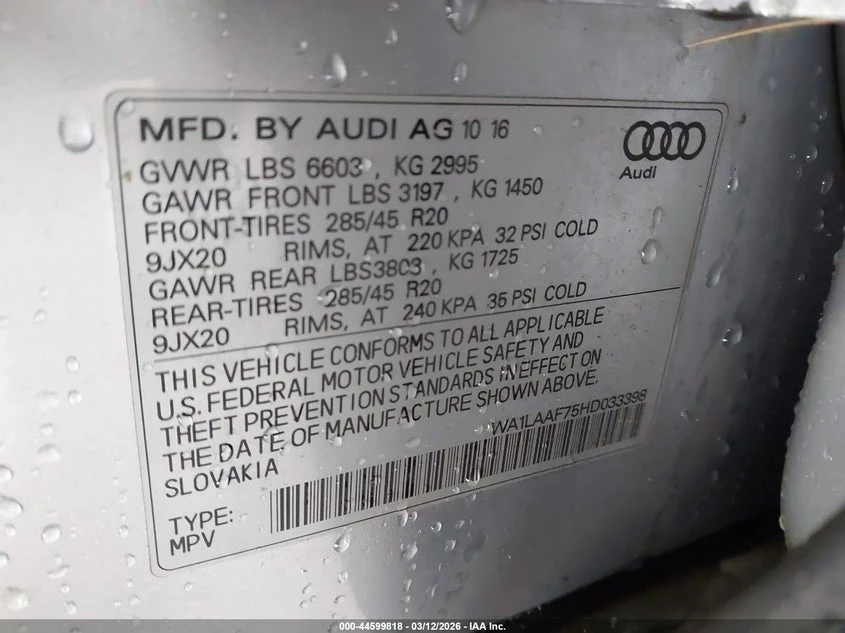 MFD. BY AUDI AG 10 16
Audi
GVWR LBS 6603 , KG 2995
GAWR FRONT LBS 3197 , KG 1450
FRONT-TIRES 285/45 R20
9JX20 RIMS, AT 220 KPA 32 PSI COLD
GAWR REAR LBS3803 , KG 1725
REAR-TIRES 285/45 R20
9JX20 RIMS, AT 240 KPA 35 PSI COLD
THIS VEHICLE CONFORMS TO ALL APPLICABLE
U.S. FEDERAL MOTOR VEHICLE SAFETY AND
THEFT PREVENTION STANDARDS IN EFFECT ON
THE DATE OF MANUFACTURE SHOWN ABOVE.
SLOVAKIA
WA1LAAF75HD033398
TYPE:
MPV
000-44599818 - 03/12/2026 - IAA Inc.